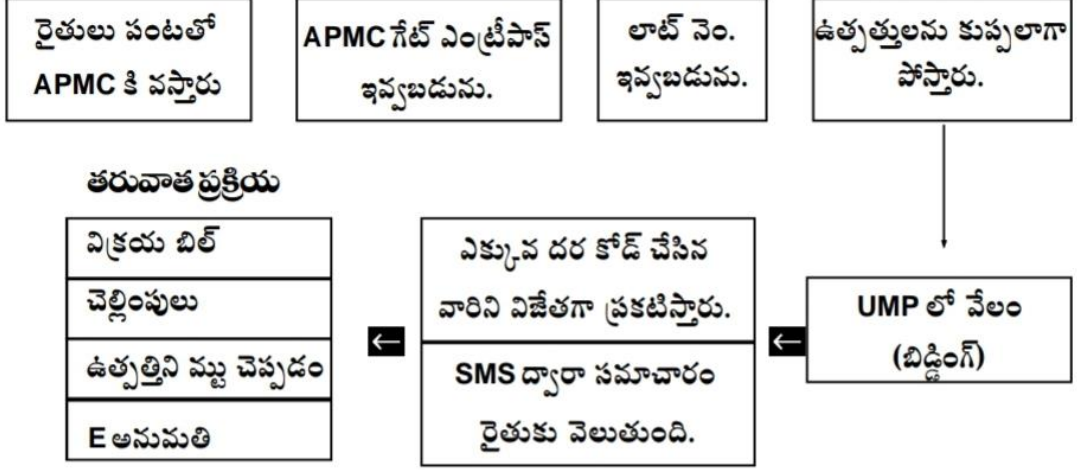 రైతులు పంటతో
APMC కి వస్తారు
APMC గేట్ ఎంట్రీపాస్
ఇవ్వబడును.
లాట్ నెం.
ఇవ్వబడును.
ఉత్పత్తులను కుప్పలాగా
పోస్తారు.
UMP లో వేలం
(బిడ్డింగ్)
ఎక్కువ దర కోడ్ చేసిన
వారిని విజేతగా ప్రకటిస్తారు.
SMS ద్వారా సమాచారం
రైతుకు వెలుతుంది.
తరువాత ప్రక్రియ
విక్రయ బిల్
చెల్లింపులు
ఉత్పత్తిని మ్ము చెప్పడం
E అనుమతి